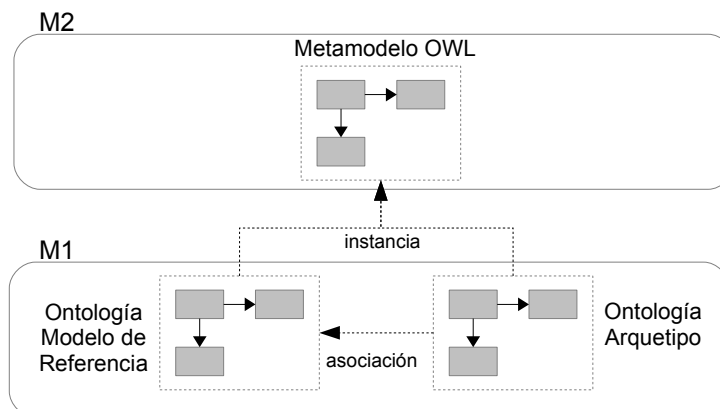 M2
Metamodelo OWL
instancia
M1
Ontología
Modelo de
Referencia
asociación
Ontología
Arquetipo